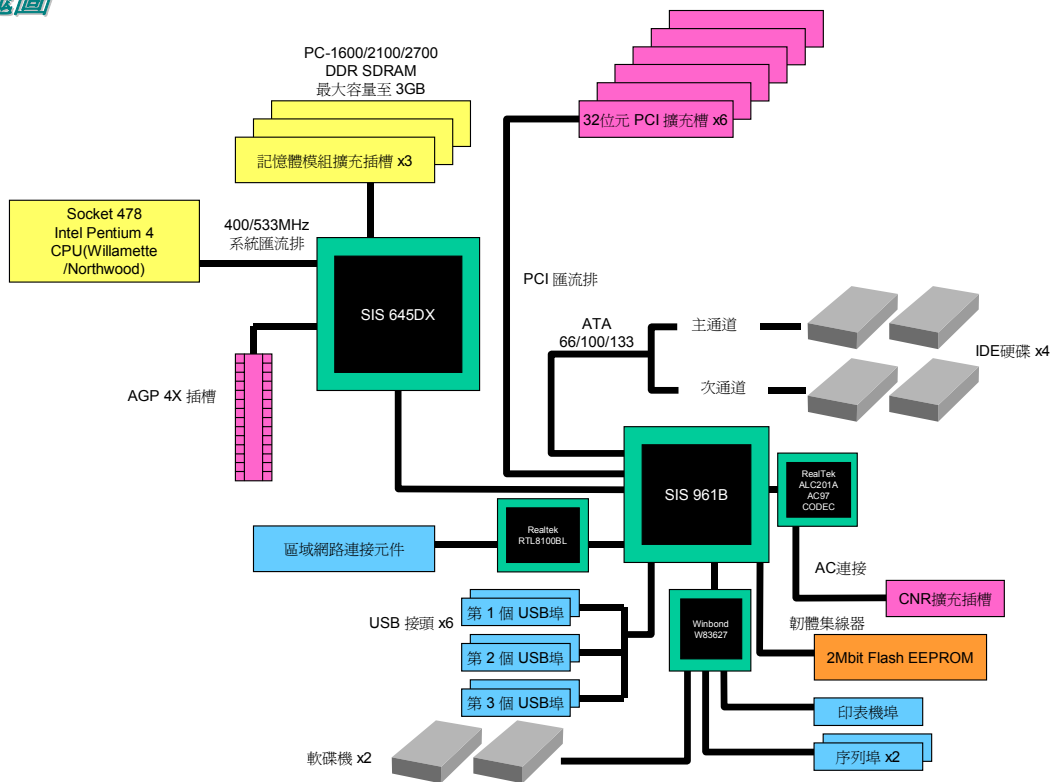 PC-1600/2100/2700
DDR SDRAM
最大容量至 3GB
記憶體模組擴充插槽 x3
32位元 PCI 擴充槽 x6
Socket 478
Intel Pentium 4
CPU(Willamette
/Northwood)
400/533MHz
系統匯流排
SIS 645DX
PCI 匯流排
ATA
66/100/133
主通道
次通道
IDE硬碟 x4
AGP 4X 插槽
SIS 961B
RealTek
ALC201A
AC97
CODEC
Realtek
RTL8100BL
區域網路連接元件
AC連接
CNR擴充插槽
USB 接頭 x6
第 1 個 USB埠
第 2 個 USB埠
第 3 個 USB埠
Winbond
W83627
韌體集線器
2Mbit Flash EEPROM
印表機埠
序列埠 x2
軟碟機 x2